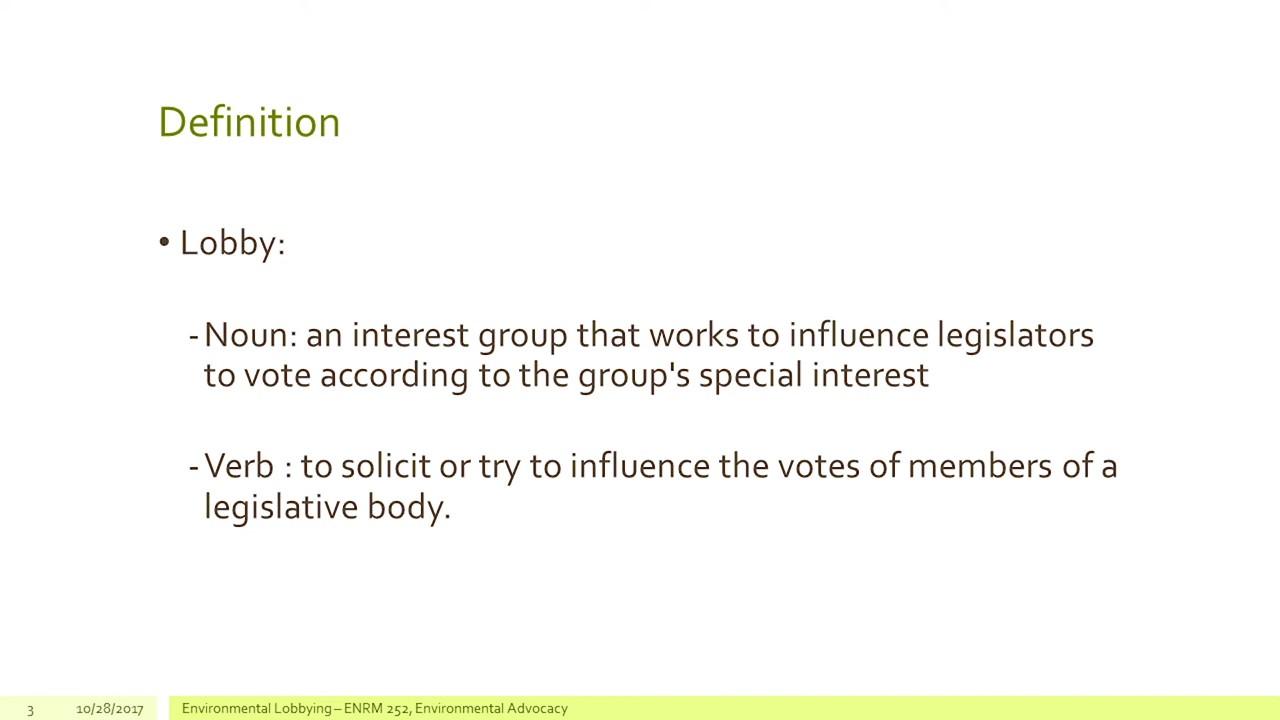 Definition
• Lobby:
- Noun: an interest group that works to influence legislators
to vote according to the group's special interest
- Verb : to solicit or try to influence the votes of members of a
legislative body.
3 10/28/2017 Environmental Lobbying – ENRM 252, Environmental Advocacy